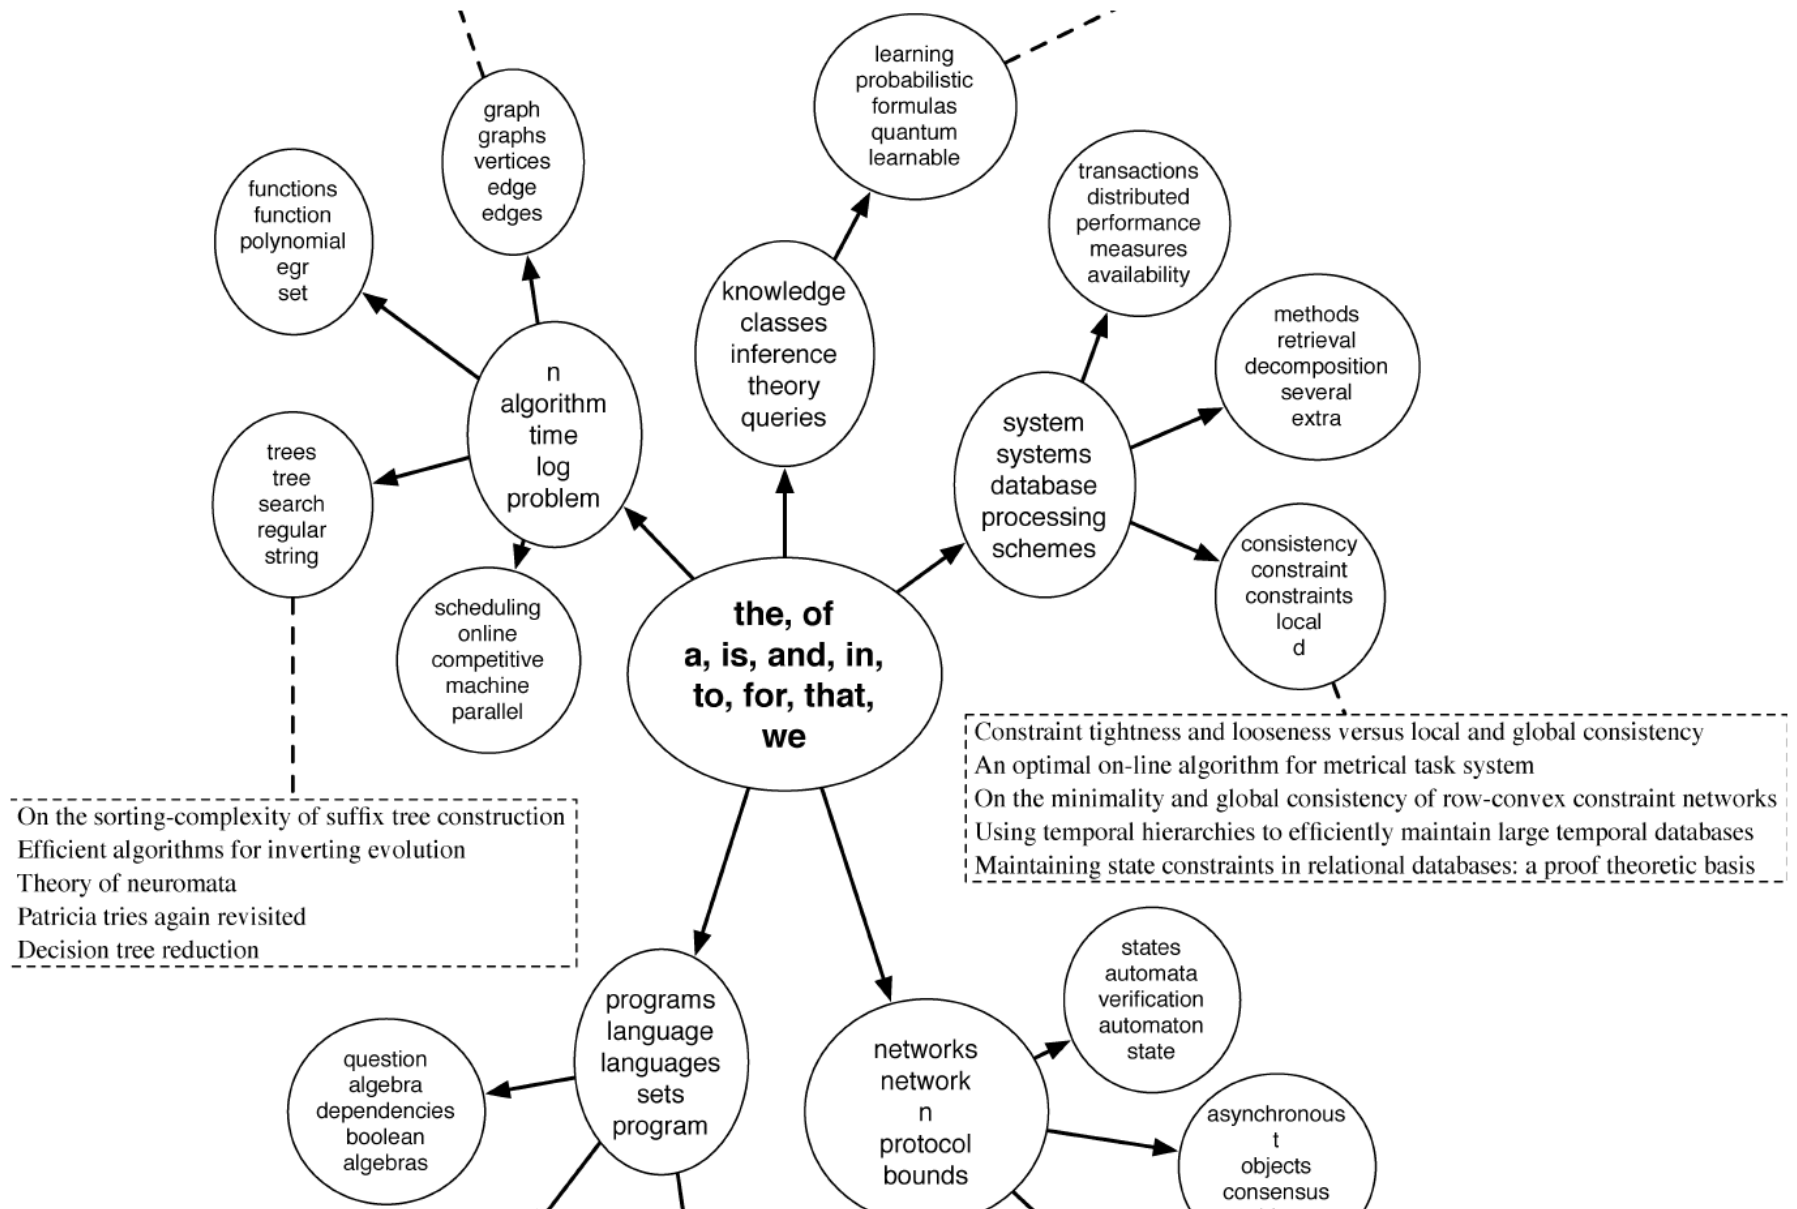 learning
probabilistic
formulas
quantum
learnable
graph
graphs
vertices
edge
edges
functions
function
polynomial
egr
set
transactions
distributed
performance
measures
availability
knowledge
classes
inference
theory
queries
methods
retrieval
decomposition
several
extra
n
algorithm
time
log
problem
system
systems
database
processing
schemes
trees
tree
search
regular
string
consistency
constraint
constraints
local
d
scheduling
online
competitive
machine
parallel
the, of
a, is, and, in,
to, for, that,
we
Constraint tightness and looseness versus local and global consistency
An optimal on-line algorithm for metrical task system
On the minimality and global consistency of row-convex constraint networks
Using temporal hierarchies to efficiently maintain large temporal databases
Maintaining state constraints in relational databases: a proof theoretic basis
On the sorting-complexity of suffix tree construction
Efficient algorithms for inverting evolution
Theory of neuromata
Patricia tries again revisited
Decision tree reduction
states
automata
verification
automaton
state
programs
language
languages
sets
program
networks
network
n
protocol
bounds
question
algebra
dependencies
boolean
algebras
asynchronous
t
objects
consensus